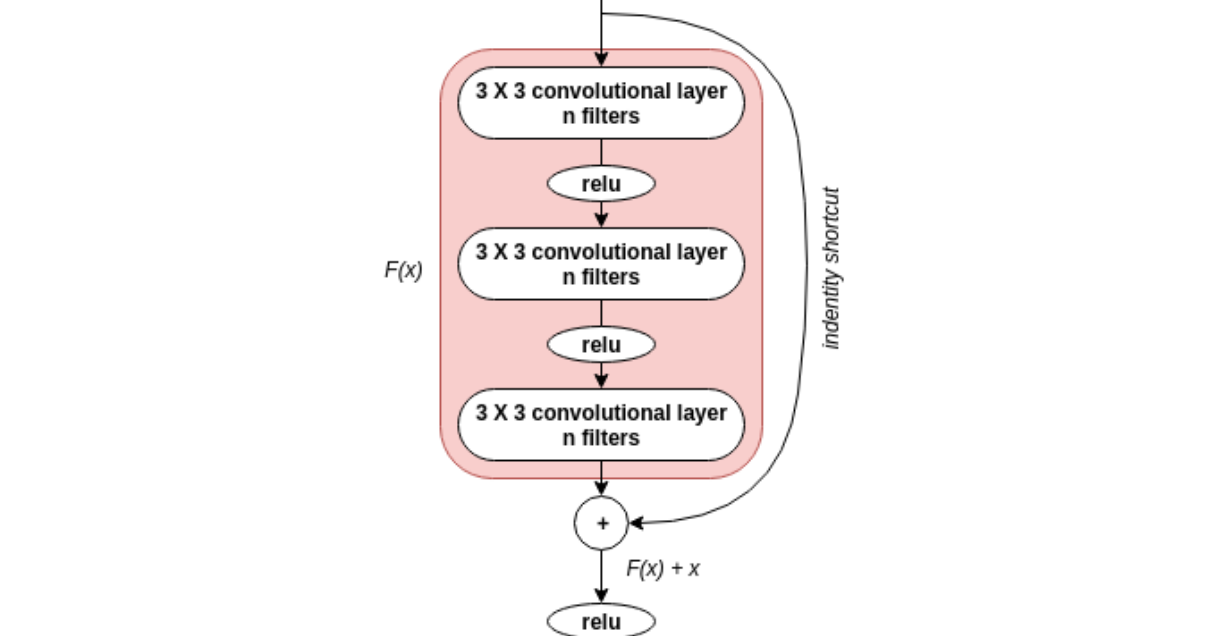 3 X 3 convolutional layer
n filters
relu
3 X 3 convolutional layer
n filters
F(x)
indentity shortcut
relu
3 X 3 convolutional layer
n filters
+
F(x) + x
relu